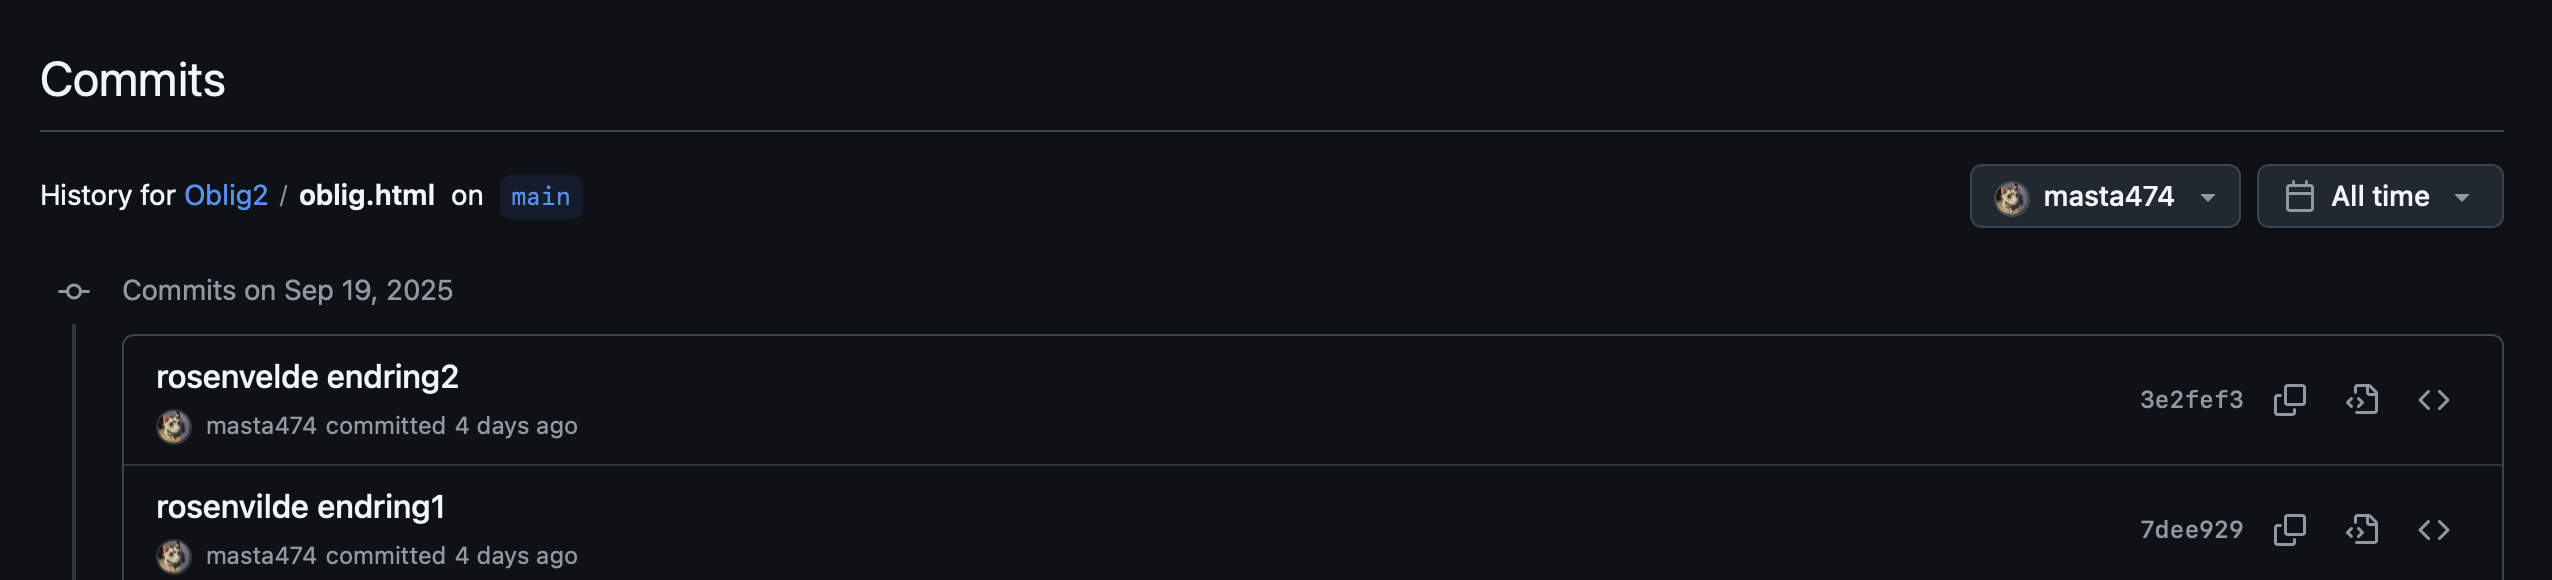 Commits
History for Oblig2 / oblig.html on main
masta474
All time
Commits on Sep 19, 2025
rosenvelde endring2
masta474 committed 4 days ago
3e2fef3
rosenvilde endring1
masta474 committed 4 days ago
7dee929